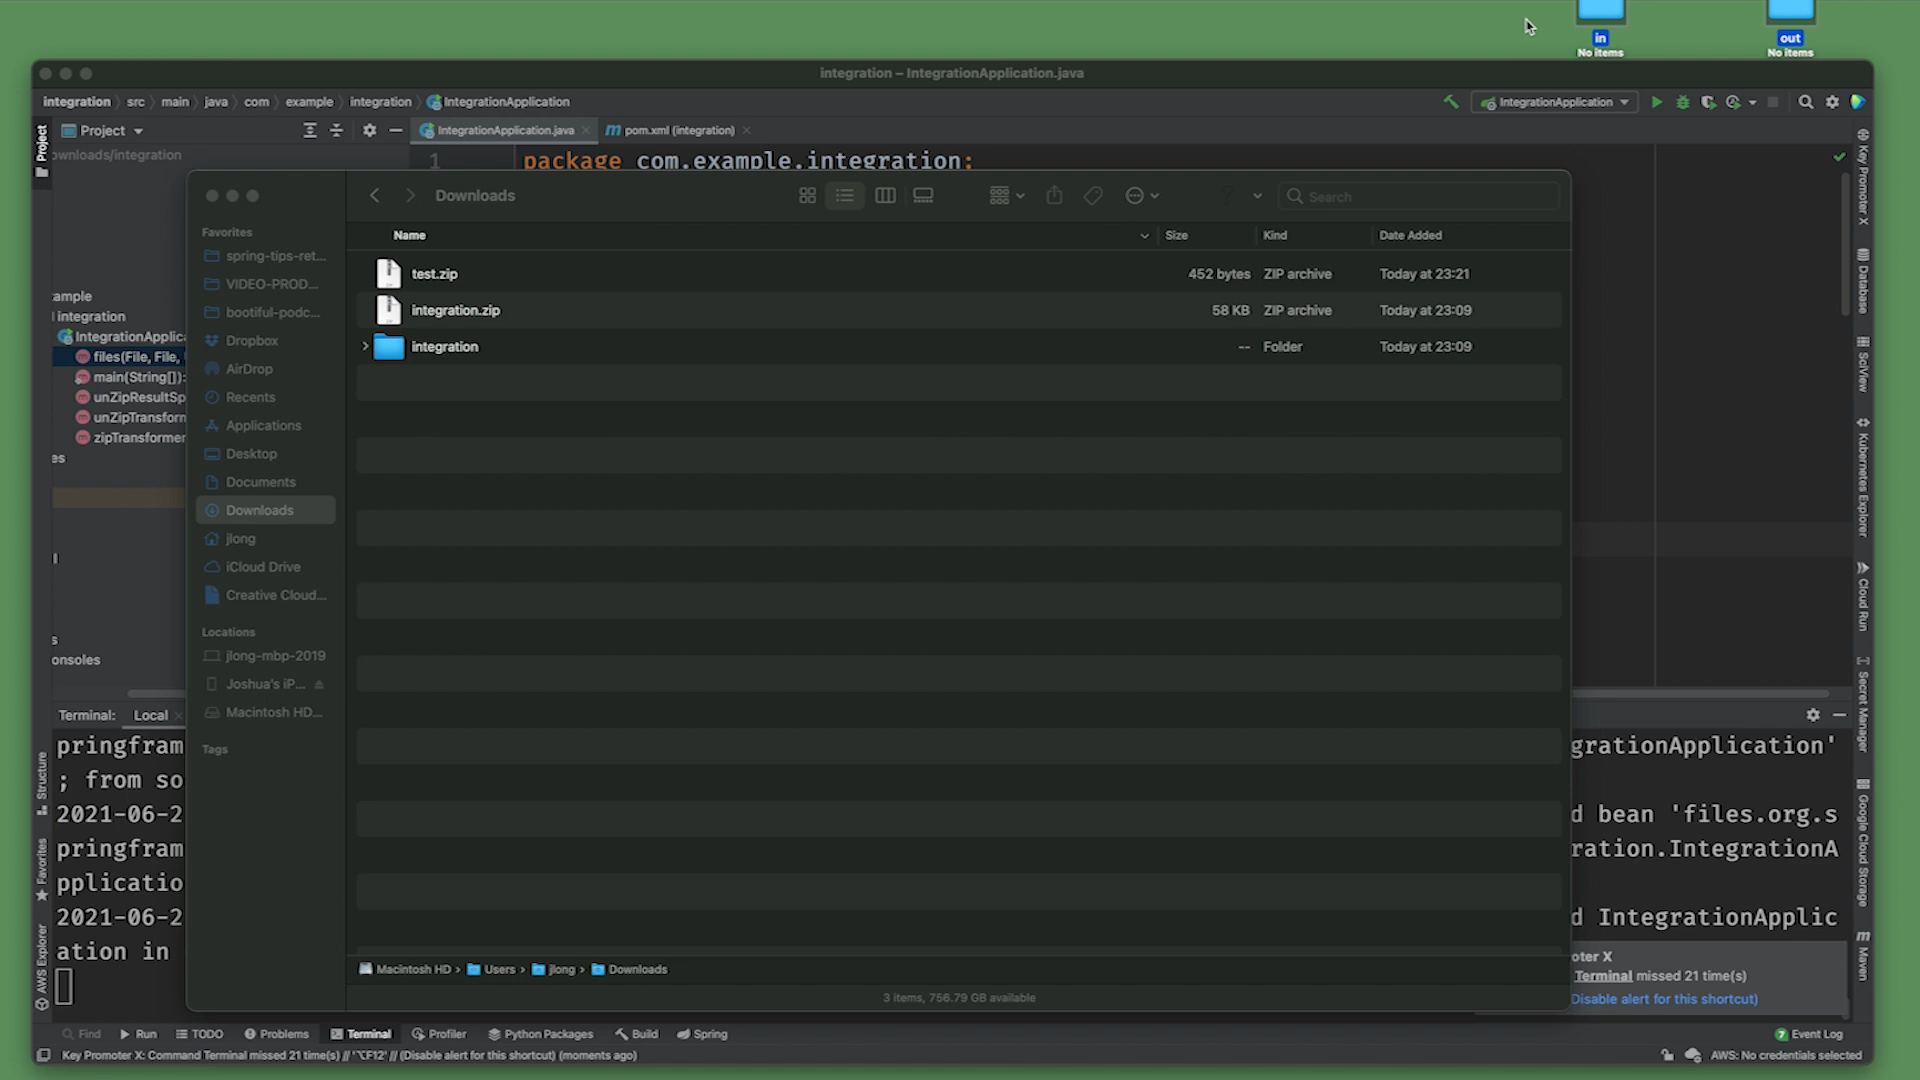 in
out
No items
No items
integration – IntegrationApplication.java
integration src main java com example integration IntegrationApplication
IntegrationApplication
Project
IntegrationApplication.java
pom.xml (integration)
Project
ownloads/integration
1
package com.example.integration;
Downloads
Search
Favorites
Name
Size
Kind
Date Added
spring-tips-ret...
VIDEO-PROD...
bootiful-podc...
Dropbox
AirDrop
Recents
Applications
Desktop
Documents
Downloads
jlong
iCloud Drive
Creative Cloud...
Locations
jlong-mbp-2019
Joshua's iP...
Macintosh HD...
Tags
test.zip 452 bytes ZIP archive Today at 23:21
integration.zip 58 KB ZIP archive Today at 23:09
integration -- Folder Today at 23:09
ample
integration
IntegrationApplica
files(File, File,
main(String[]):
unZipResultSp
unZipTransform
zipTransformer
es
s
onsoles
Terminal: Local
pringfram
grationApplication'
; from so
2021-06-2
d bean 'files.org.s
pringfram
ration.IntegrationA
pplicatio
2021-06-2
d IntegrationApplic
ation in
Macintosh HD › Users › jlong › Downloads
3 items, 756.79 GB available
oter X
Terminal missed 21 time(s)
Disable alert for this shortcut)
Key Promoter X
Database
SciView
Kubernetes Explorer
Cloud Run
Secret Manager
Google Cloud Storage
Maven
Structure
Favorites
AWS Explorer
Find Run TODO Problems Terminal Profiler Python Packages Build Spring
7 Event Log
Key Promoter X: Command Terminal missed 21 time(s) // '⌥F12' // (Disable alert for this shortcut) (moments ago)
AWS: No credentials selected